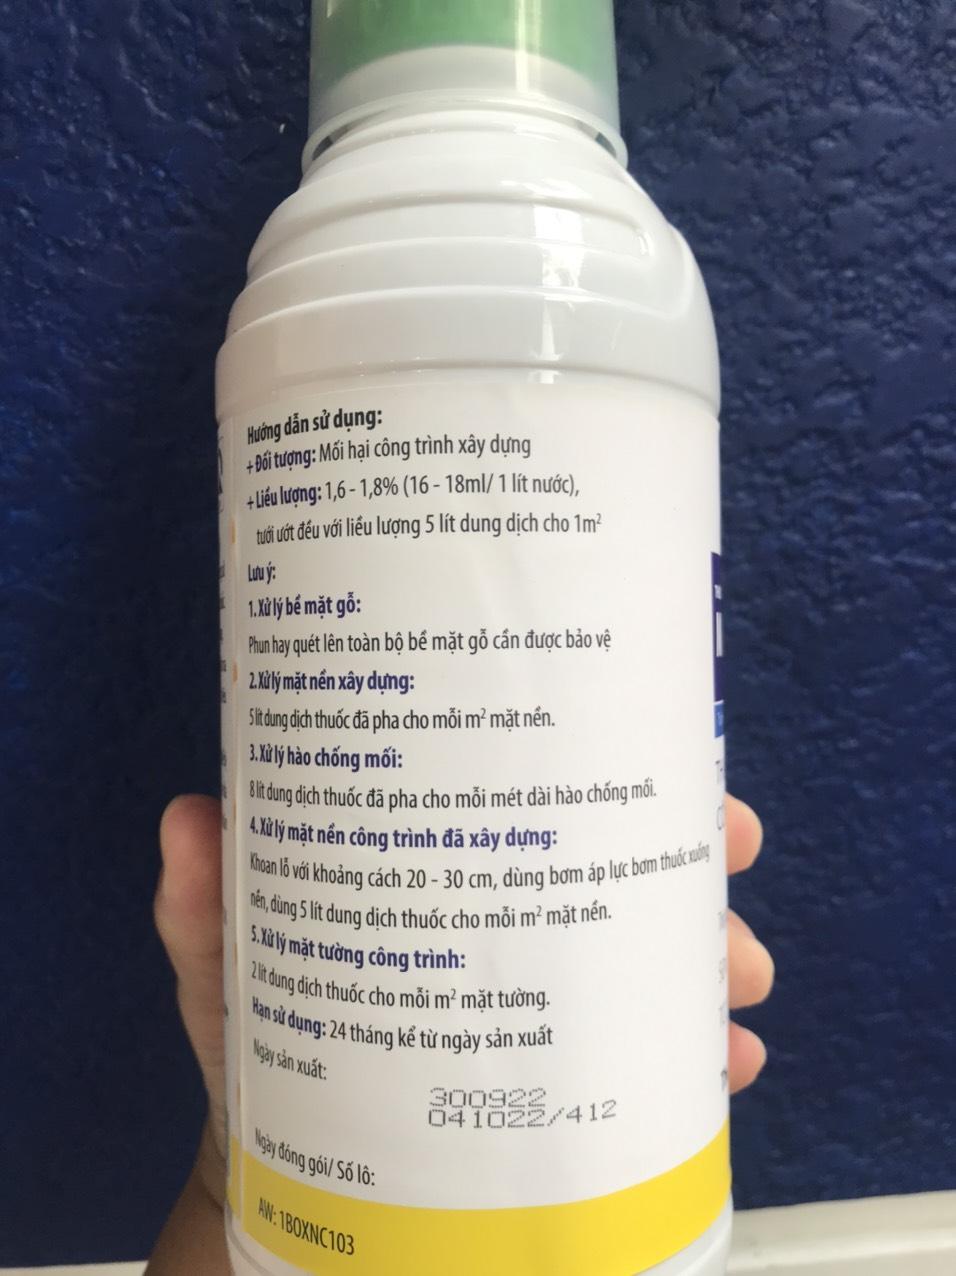 Hướng dẫn sử dụng:
+ Đối tượng: Mối hại công trình xây dựng
+ Liều lượng: 1,6 - 1,8% (16 - 18ml/ 1 lít nước),
tưới ướt đều với liều lượng 5 lít dung dịch cho 1m²
Lưu ý:
1. Xử lý bề mặt gỗ:
Phun hay quét lên toàn bộ bề mặt gỗ cần được bảo vệ
2. Xử lý mặt nền xây dựng:
5 lít dung dịch thuốc đã pha cho mỗi m² mặt nền.
3. Xử lý hào chống mối:
8 lít dung dịch thuốc đã pha cho mỗi mét dài hào chống mối.
4. Xử lý mặt nền công trình đã xây dựng:
Khoan lỗ với khoảng cách 20 - 30 cm, dùng bơm áp lực bơm thuốc xuống
nền, dùng 5 lít dung dịch thuốc cho mỗi m² mặt nền.
5. Xử lý mặt tường công trình:
2 lít dung dịch thuốc cho mỗi m² mặt tường.
Hạn sử dụng: 24 tháng kể từ ngày sản xuất
Ngày sản xuất:
300922
041022/412
Ngày đóng gói/ Số lô:
AW: 1BOXNC103